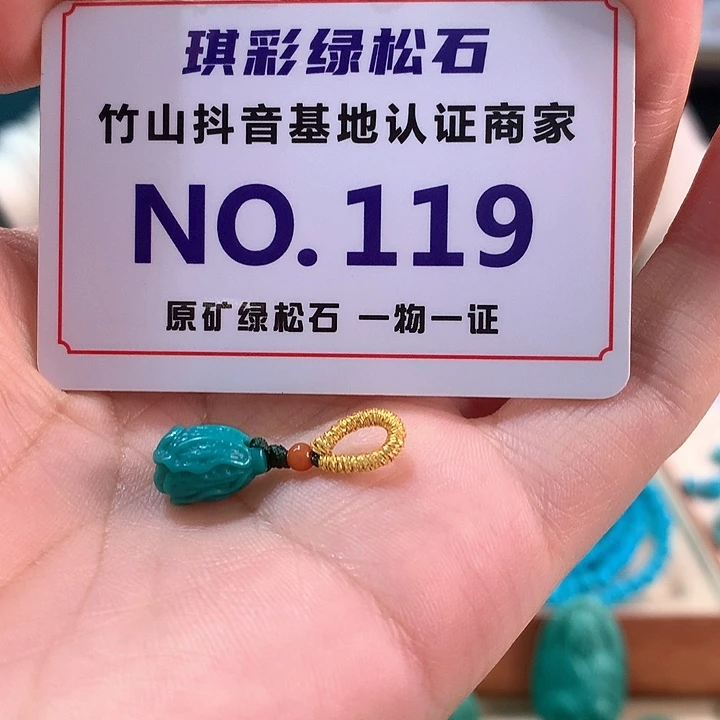 琪彩绿松石
竹山抖音基地认证商家
NO.119
原矿绿松石 一物一证